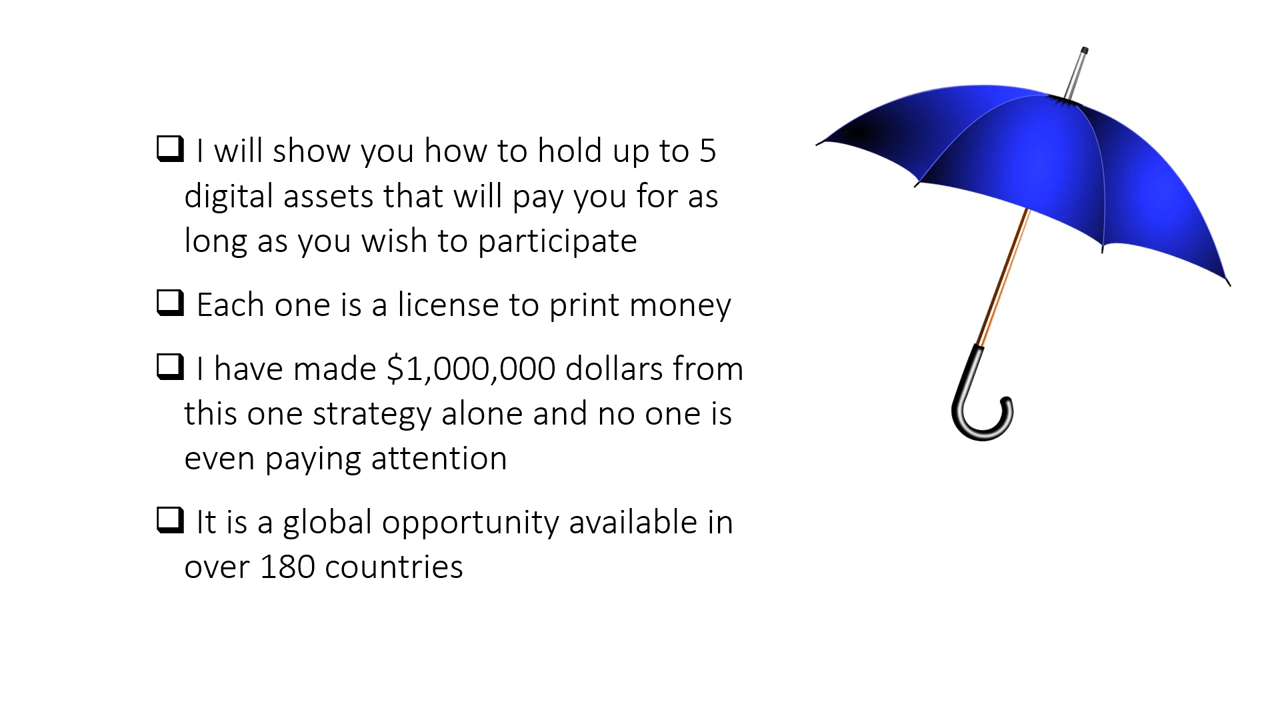 ❑ I will show you how to hold up to 5
digital assets that will pay you for as
long as you wish to participate
❑ Each one is a license to print money
❑ I have made $1,000,000 dollars from
this one strategy alone and no one is
even paying attention
❑ It is a global opportunity available in
over 180 countries